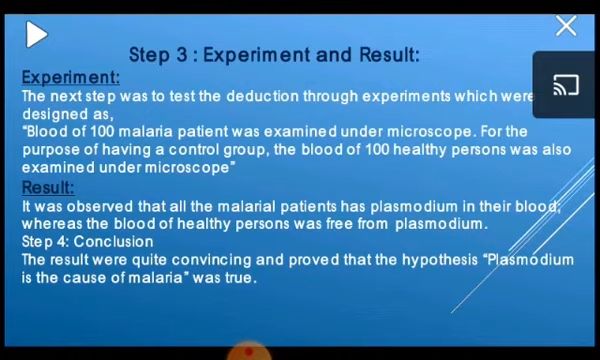 Step 3 : Experiment and Result:
Experiment:
The next step was to test the deduction through experiments which were
designed as,
“Blood of 100 malaria patient was examined under microscope. For the
purpose of having a control group, the blood of 100 healthy persons was also
examined under microscope”
Result:
It was observed that all the malarial patients has plasmodium in their blood;
whereas the blood of healthy persons was free from plasmodium.
Step 4: Conclusion
The result were quite convincing and proved that the hypothesis “Plasmodium
is the cause of malaria” was true.